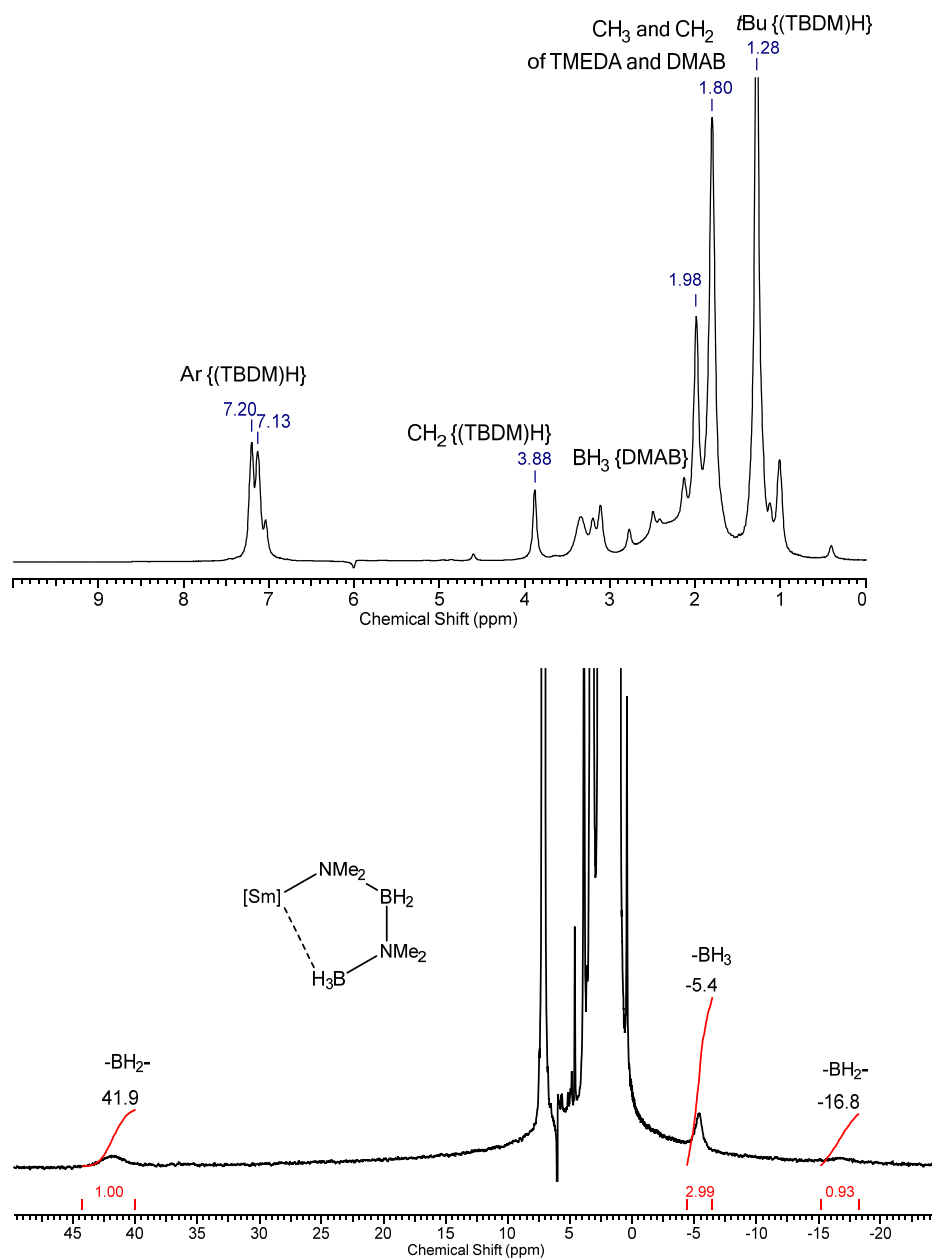 CH3 and CH2
of TMEDA and DMAB
tBu {(TBDM)H}
1.28
1.80
1.98
Ar {(TBDM)H}
7.20
7.13
CH2 {(TBDM)H}
3.88
BH3 {DMAB}
9 8 7 6 5 4 3 2 1 0
Chemical Shift (ppm)
NMe2
[Sm]
BH2
NMe2
H3B
-BH3
-5.4
-BH2-
41.9
-BH2-
-16.8
1.00
2.99
0.93
45 40 35 30 25 20 15 10 5 0 -5 -10 -15 -20
Chemical Shift (ppm)